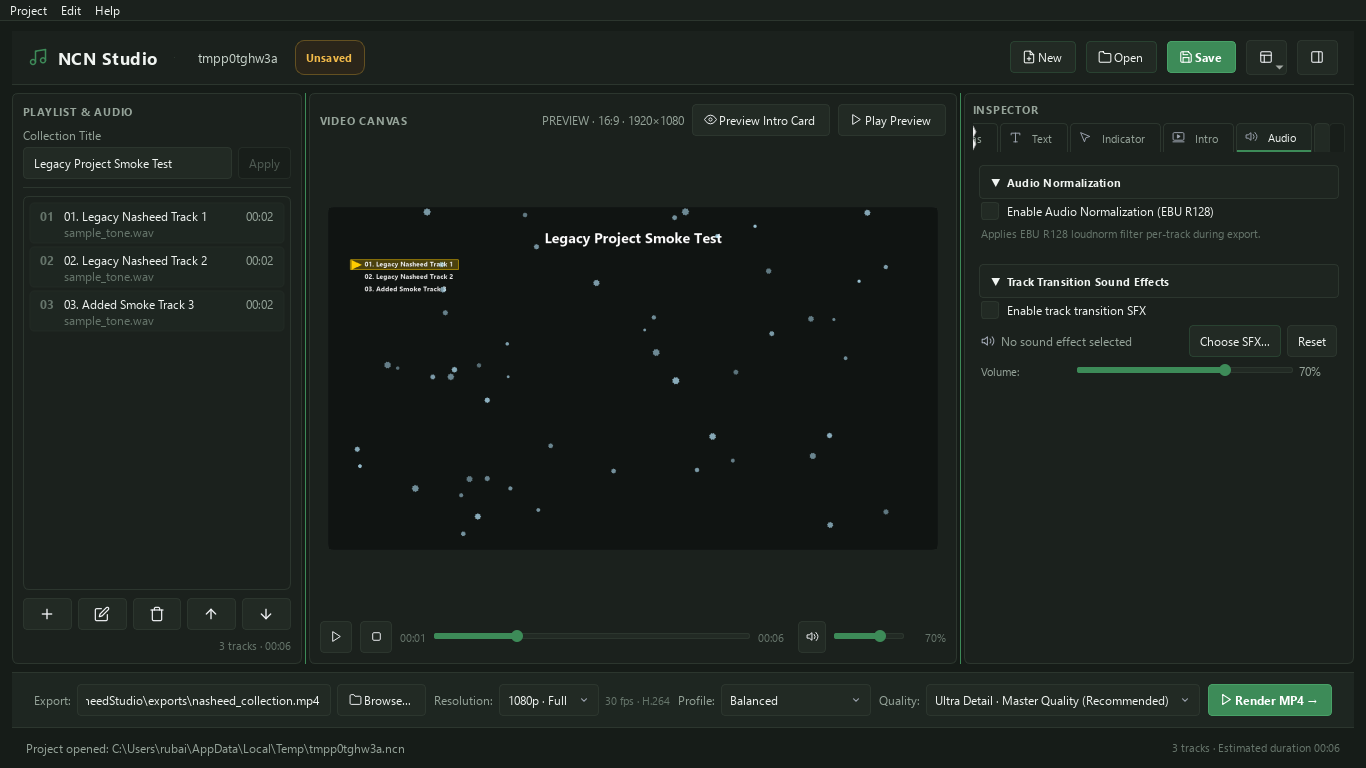 Project Edit Help
NCN Studio tmpp0tghw3a Unsaved New Open Save
PLAYLIST & AUDIO
Collection Title
Legacy Project Smoke Test Apply
01 01. Legacy Nasheed Track 1 00:02
sample_tone.wav
02 02. Legacy Nasheed Track 2 00:02
sample_tone.wav
03 03. Added Smoke Track 3 00:02
sample_tone.wav
3 tracks · 00:06
VIDEO CANVAS PREVIEW · 16:9 · 1920×1080 Preview Intro Card Play Preview
Legacy Project Smoke Test
01. Legacy Nasheed Track 1
02. Legacy Nasheed Track 2
03. Added Smoke Track 3
00:01 00:06 70%
INSPECTOR
s Text Indicator Intro Audio
▼ Audio Normalization
Enable Audio Normalization (EBU R128)
Applies EBU R128 loudnorm filter per-track during export.
▼ Track Transition Sound Effects
Enable track transition SFX
No sound effect selected Choose SFX... Reset
Volume: 70%
Export: needStudio\exports\nasheed_collection.mp4 Browse... Resolution: 1080p · Full 30 fps · H.264 Profile: Balanced Quality: Ultra Detail · Master Quality (Recommended) Render MP4 →
Project opened: C:\Users\rubai\AppData\Local\Temp\tmpp0tghw3a.ncn 3 tracks · Estimated duration 00:06